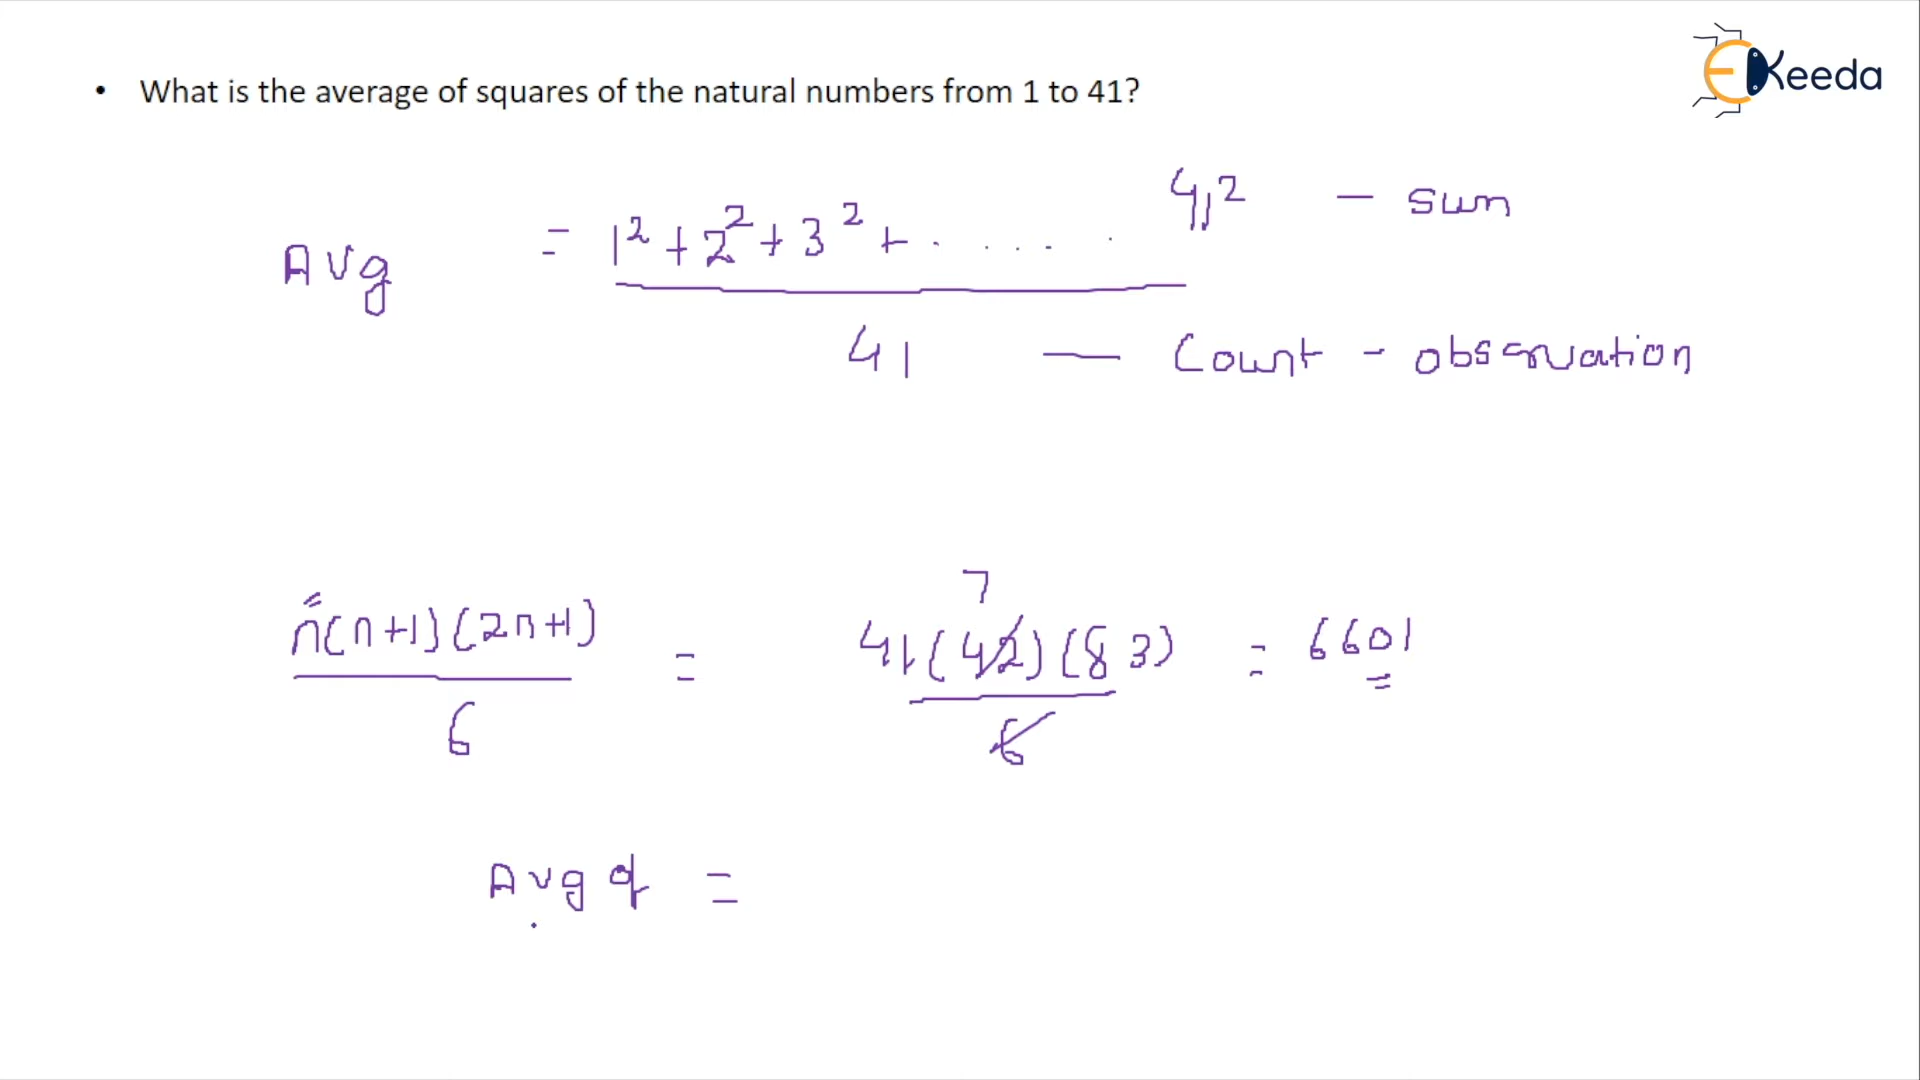 EKeeda
• What is the average of squares of the natural numbers from 1 to 41?
Avg = 1² + 2² + 3² + ..... 41² — sum
41 — Count - observation
7
n(n+1)(2n+1) = 41(42)(83) = 6601
6 6
Avg of =